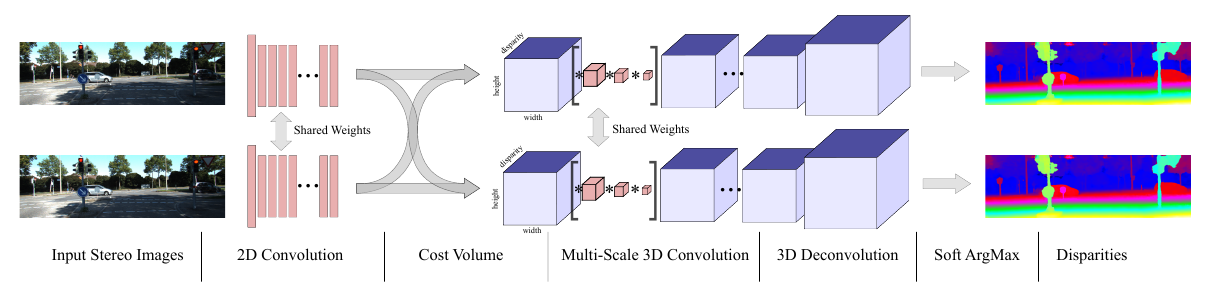 disparity
height
width
Shared Weights
Shared Weights
disparity
height
width
Input Stereo Images
2D Convolution
Cost Volume
Multi-Scale 3D Convolution
3D Deconvolution
Soft ArgMax
Disparities